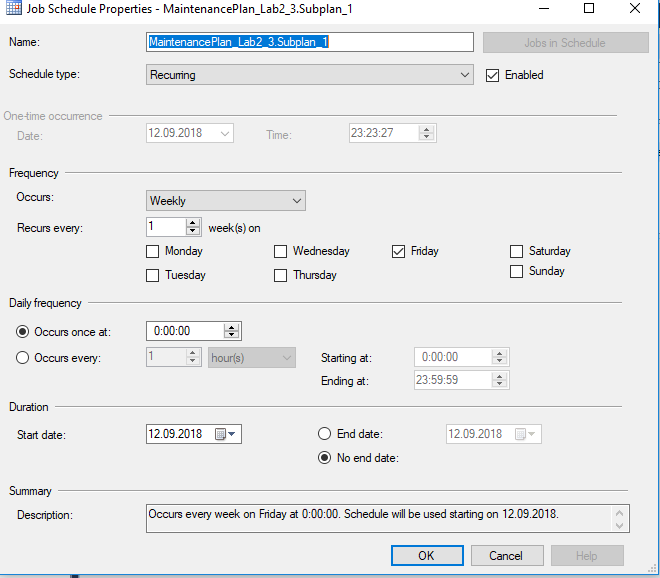 Job Schedule Properties - MaintenancePlan_Lab2_3.Subplan_1
Name: MaintenancePlan_Lab2_3.Subplan_1 Jobs in Schedule
Schedule type: Recurring Enabled
One-time occurrence
Date: 12.09.2018 Time: 23:23:27
Frequency
Occurs: Weekly
Recurs every: 1 week(s) on
Monday Wednesday Friday Saturday
Tuesday Thursday Sunday
Daily frequency
Occurs once at: 0:00:00
Occurs every: 1 hour(s) Starting at: 0:00:00
Ending at: 23:59:59
Duration
Start date: 12.09.2018 End date: 12.09.2018
No end date:
Summary
Description: Occurs every week on Friday at 0:00:00. Schedule will be used starting on 12.09.2018.
OK Cancel Help